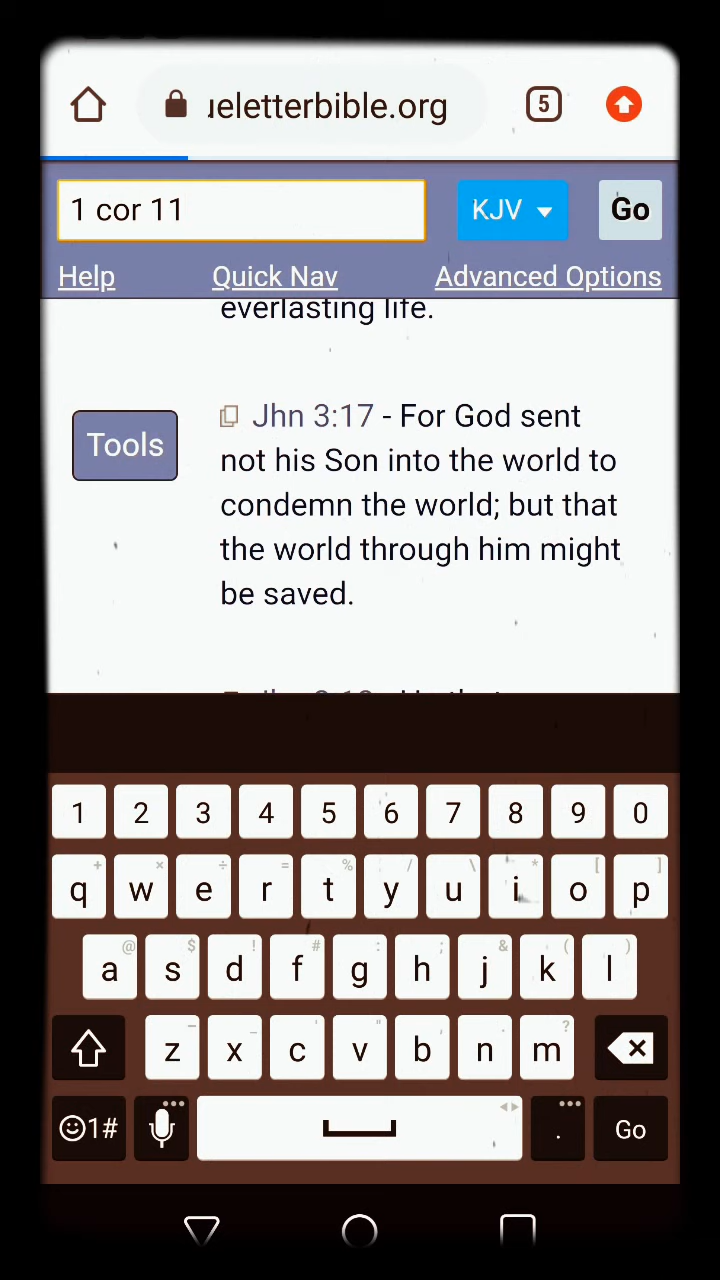 ueletterbible.org 5
1 cor 11 KJV Go
Help Quick Nav Advanced Options
everlasting life.
Tools
Jhn 3:17 - For God sent
not his Son into the world to
condemn the world; but that
the world through him might
be saved.
1 2 3 4 5 6 7 8 9 0
+ × ÷ = % / \ * [ ]
q w e r t y u i o p
@ $ ! # : ; & ( )
a s d f g h j k l
z x c v b n m ?
1# . Go